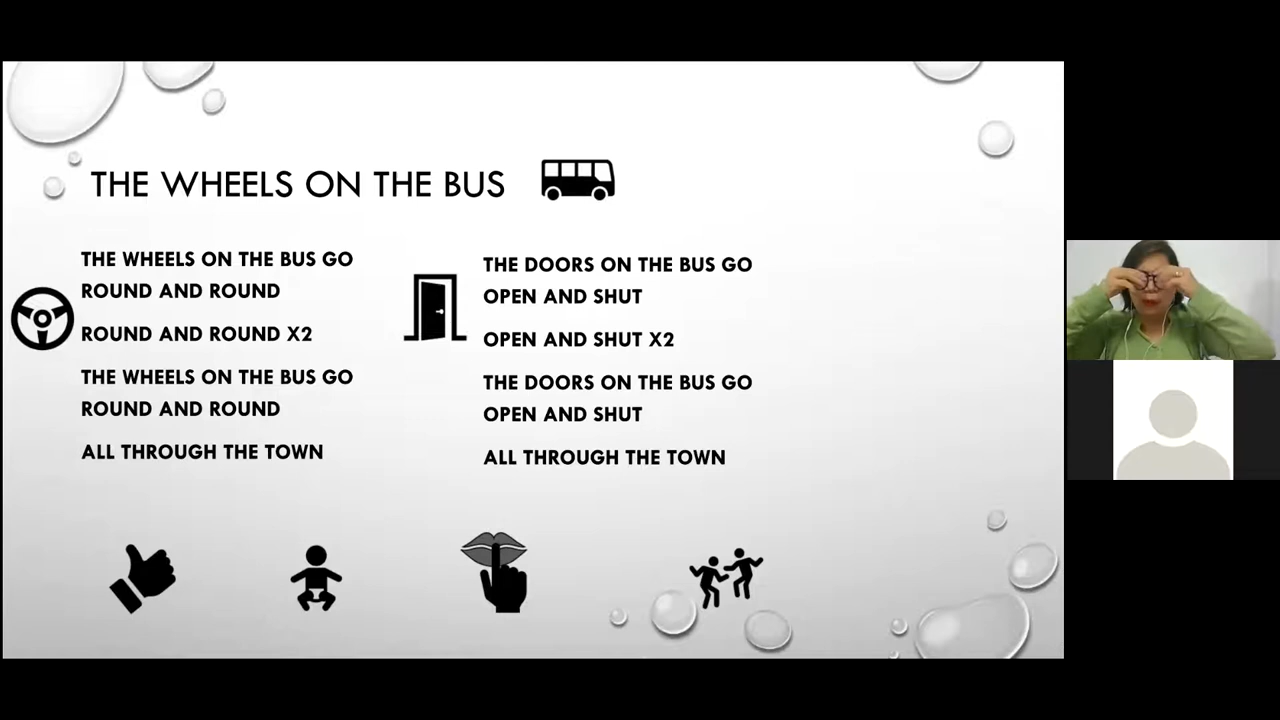 THE WHEELS ON THE BUS
THE WHEELS ON THE BUS GO
ROUND AND ROUND
ROUND AND ROUND X2
THE WHEELS ON THE BUS GO
ROUND AND ROUND
ALL THROUGH THE TOWN
THE DOORS ON THE BUS GO
OPEN AND SHUT
OPEN AND SHUT X2
THE DOORS ON THE BUS GO
OPEN AND SHUT
ALL THROUGH THE TOWN